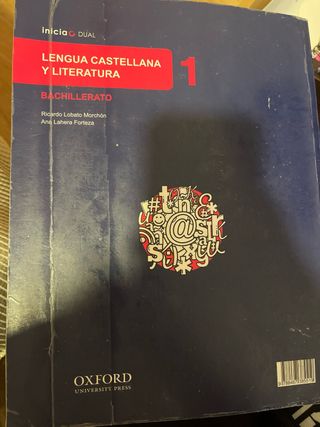 inicia DUAL
LENGUA CASTELLANA
Y LITERATURA
1
BACHILLERATO
Ricardo Lobato Morchón
Ana Lahera Forteza
OXFORD
UNIVERSITY PRESS